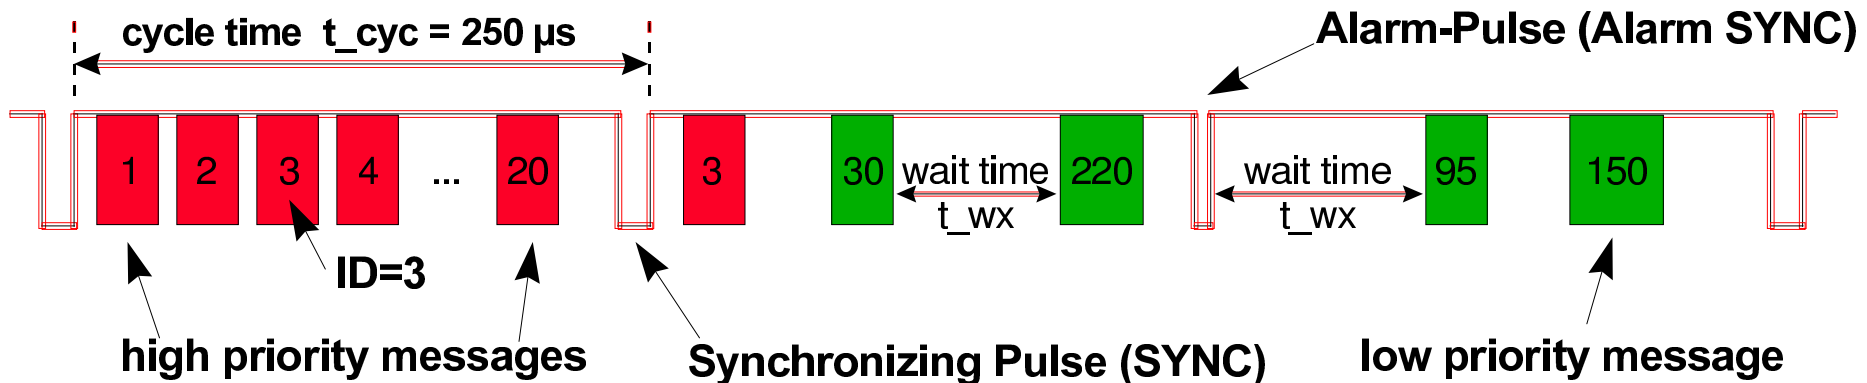 cycle time t_cyc = 250 µs
Alarm-Pulse (Alarm SYNC)
1 2 3 4 ... 20 3 30 wait time 220 wait time 95 150
t_wx t_wx
ID=3
high priority messages Synchronizing Pulse (SYNC) low priority message